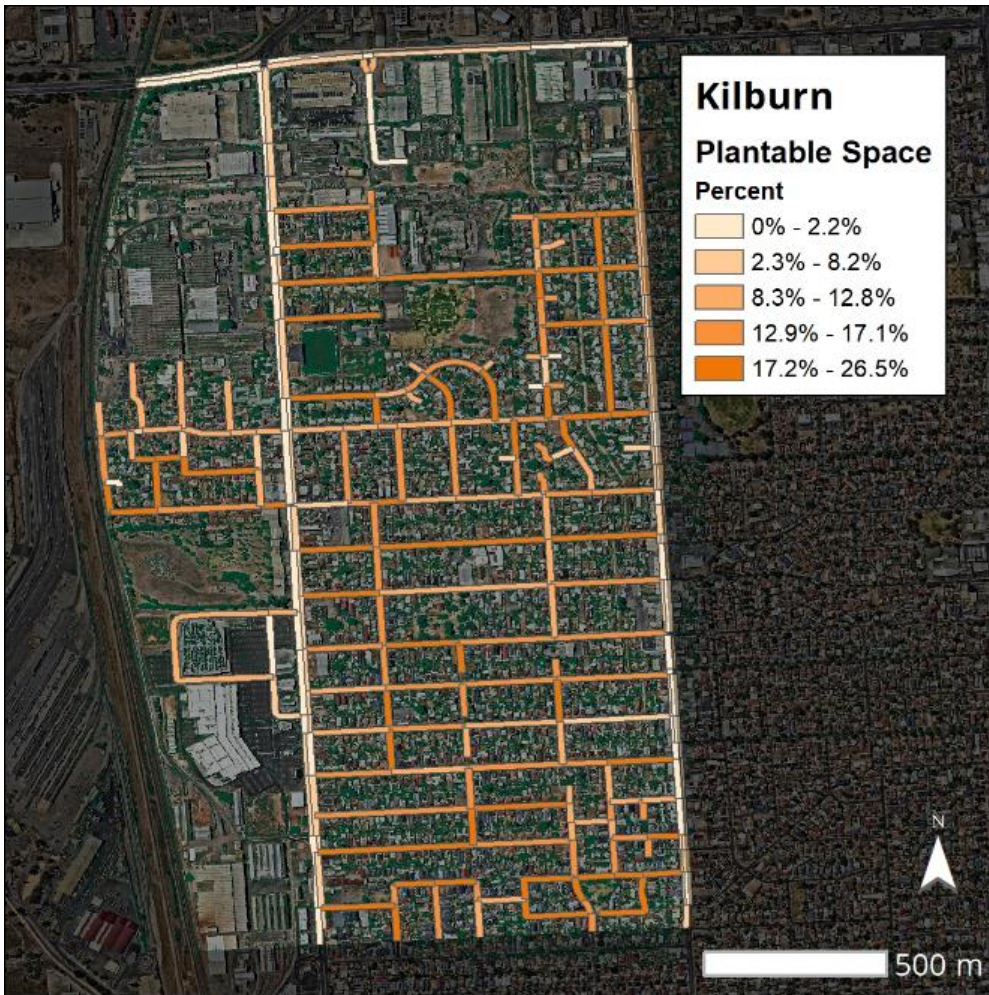 Kilburn
Plantable Space
Percent
0% - 2.2%
2.3% - 8.2%
8.3% - 12.8%
12.9% - 17.1%
17.2% - 26.5%
N
500 m